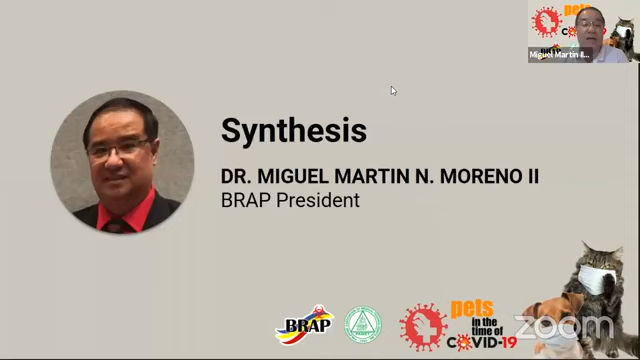 pets
Miguel Martin II...
Synthesis
DR. MIGUEL MARTIN N. MORENO II
BRAP President
BRAP
pets
in the
time of
COVID-19
zoom